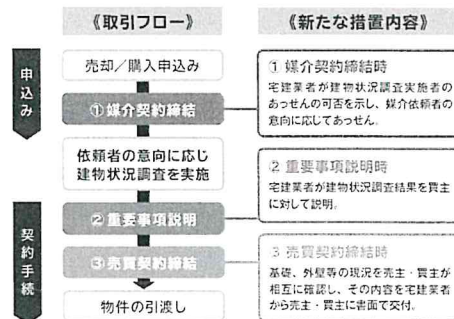 《取引フロー》
《新たな措置内容》
申込み
売却／購入申込み
①媒介契約締結
依頼者の意向に応じ
建物状況調査を実施
②重要事項説明
契約手続
③売買契約締結
物件の引渡し
① 媒介契約締結時
宅建業者が建物状況調査実施者の
あっせんの可否を示し、媒介依頼者の
意向に応じてあっせん。
② 重要事項説明時
宅建業者が建物状況調査結果を買主
に対して説明。
3 売買契約締結時
基礎、外壁等の現況を売主・買主が
相互に確認し、その内容を宅建業者
から売主・買主に書面で交付。